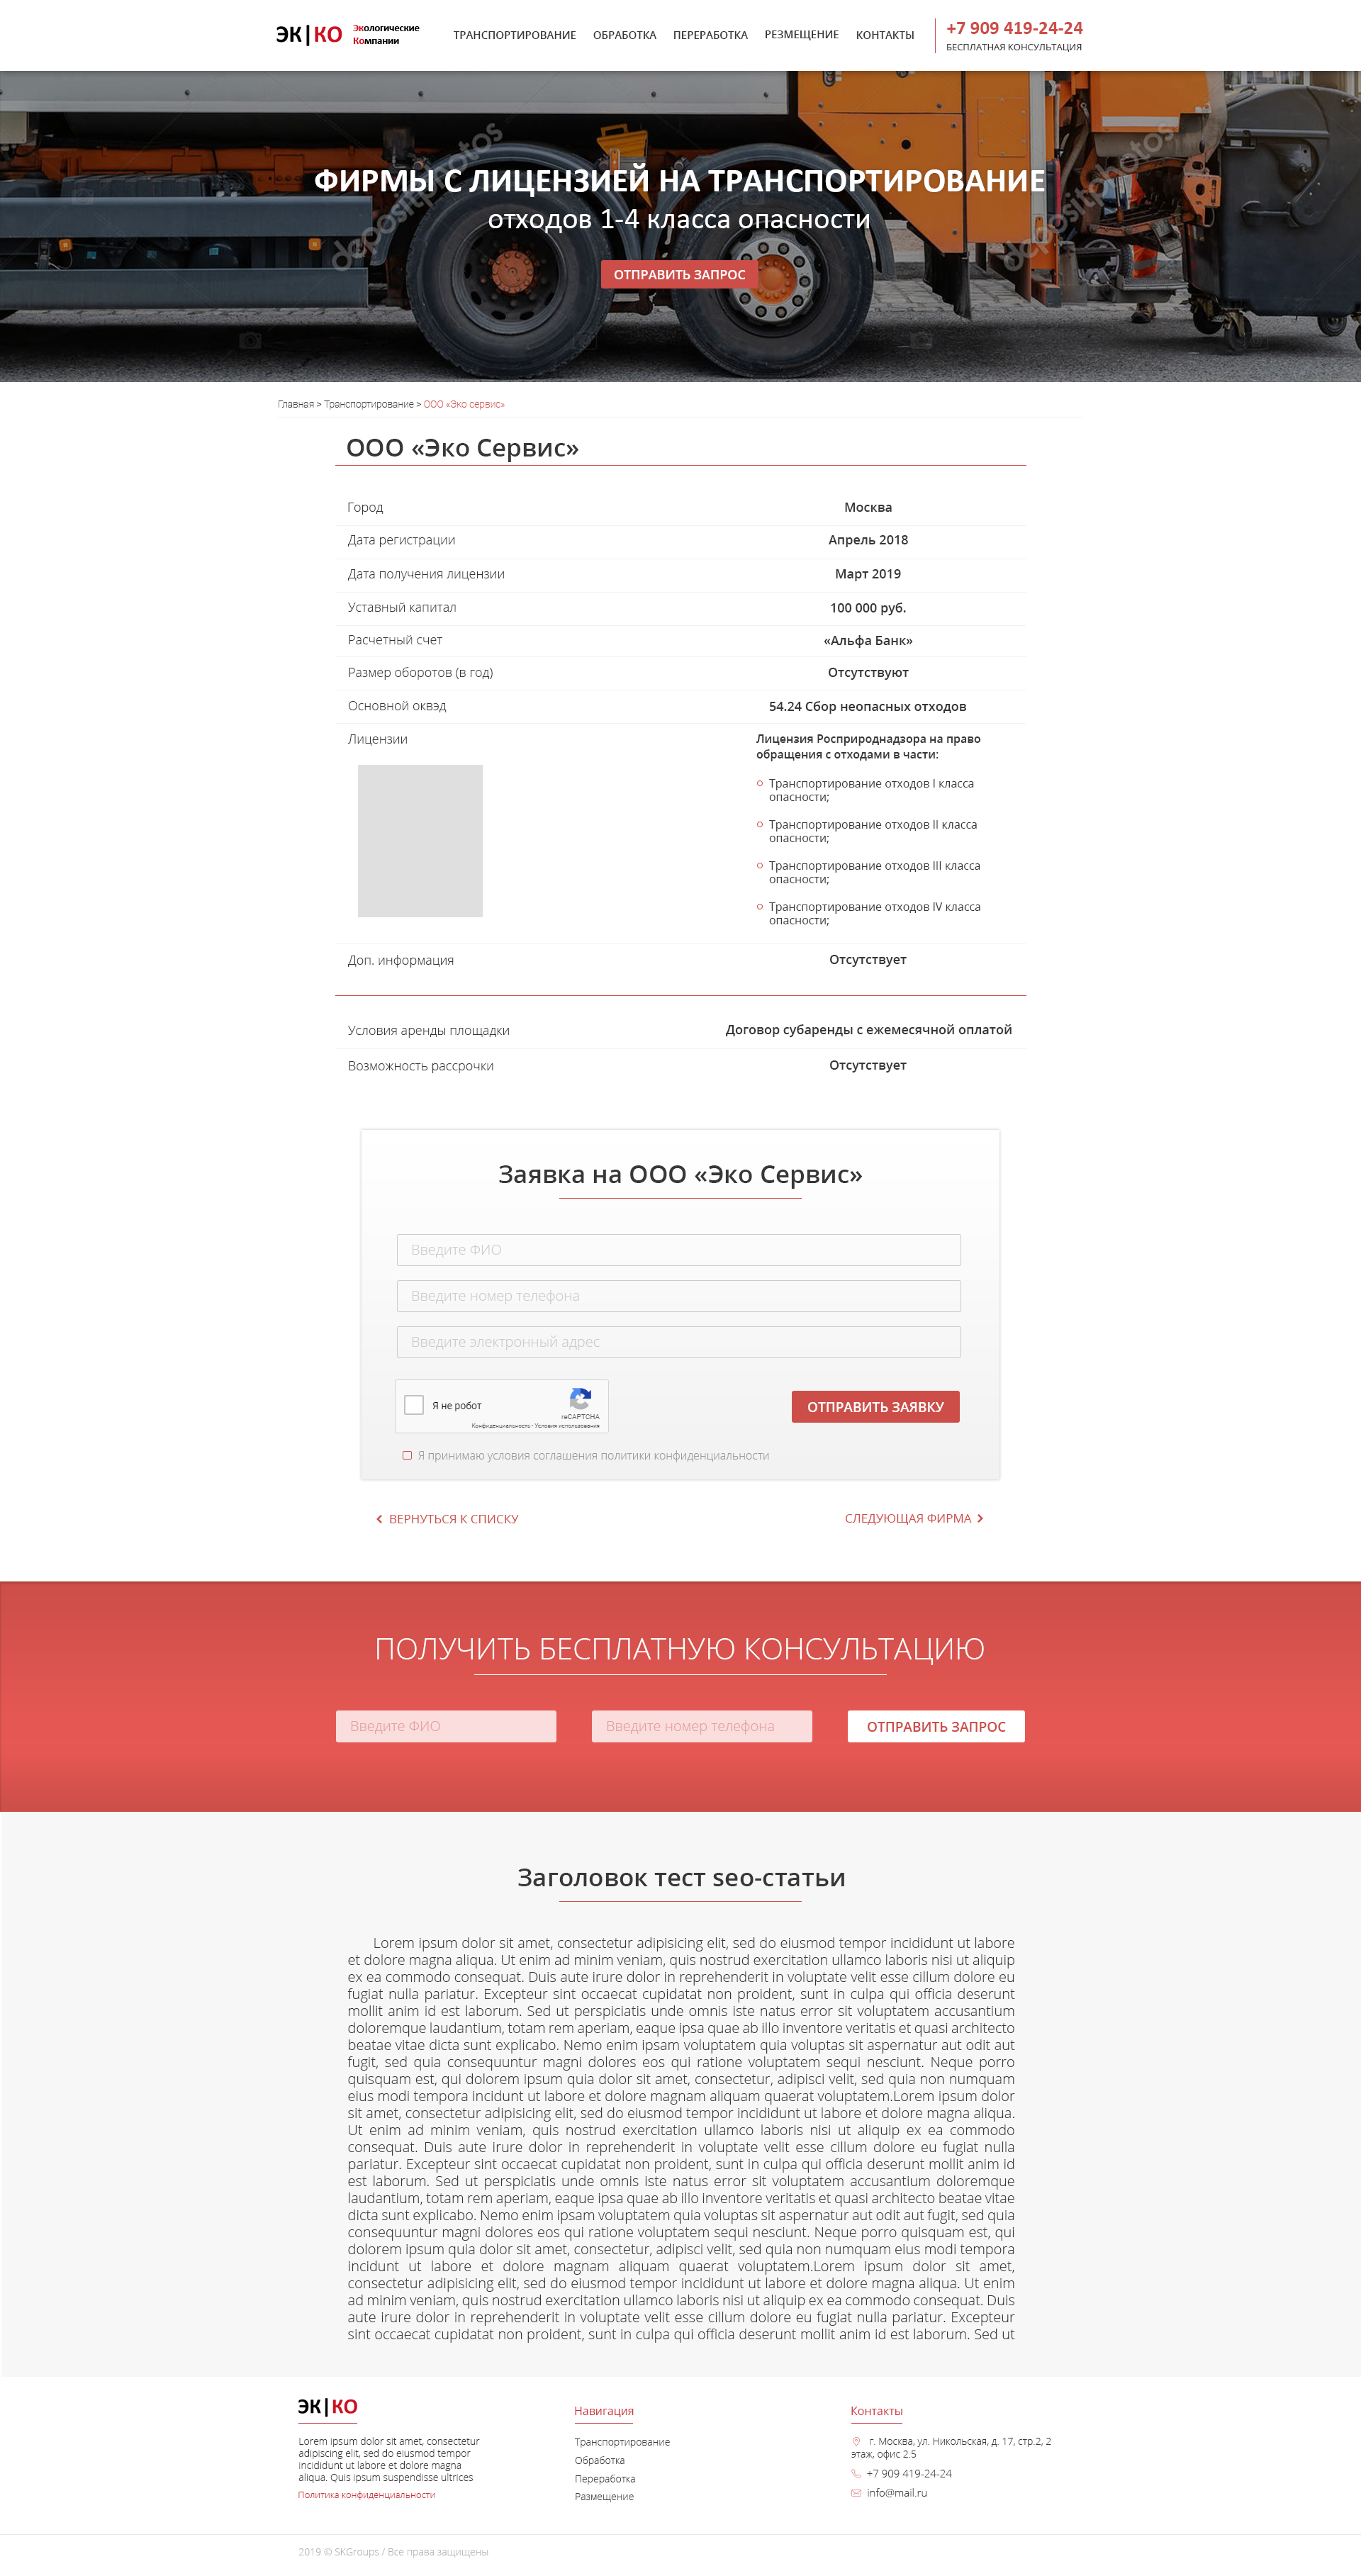 ЭК|КО
Экологические
Компании
ТРАНСПОРТИРОВАНИЕ
ОБРАБОТКА
ПЕРЕРАБОТКА
РЕЗМЕЩЕНИЕ
КОНТАКТЫ
+7 909 419-24-24
БЕСПЛАТНАЯ КОНСУЛЬТАЦИЯ
depositphotos
depositphotos
ФИРМЫ С ЛИЦЕНЗИЕЙ НА ТРАНСПОРТИРОВАНИЕ
отходов 1-4 класса опасности
ОТПРАВИТЬ ЗАПРОС
Главная > Транспортирование > ООО «Эко сервис»
ООО «Эко Сервис»
Город
Москва
Дата регистрации
Апрель 2018
Дата получения лицензии
Март 2019
Уставный капитал
100 000 руб.
Расчетный счет
«Альфа Банк»
Размер оборотов (в год)
Отсутствуют
Основной оквэд
54.24 Сбор неопасных отходов
Лицензии
Лицензия Росприроднадзора на право
обращения с отходами в части:
Транспортирование отходов I класса
опасности;
Транспортирование отходов II класса
опасности;
Транспортирование отходов III класса
опасности;
Транспортирование отходов IV класса
опасности;
Доп. информация
Отсутствует
Условия аренды площадки
Договор субаренды с ежемесячной оплатой
Возможность рассрочки
Отсутствует
Заявка на ООО «Эко Сервис»
Введите ФИО
Введите номер телефона
Введите электронный адрес
Я не робот
reCAPTCHA
Конфиденциальность - Условия использования
ОТПРАВИТЬ ЗАЯВКУ
Я принимаю условия соглашения политики конфиденциальности
ВЕРНУТЬСЯ К СПИСКУ
СЛЕДУЮЩАЯ ФИРМА
ПОЛУЧИТЬ БЕСПЛАТНУЮ КОНСУЛЬТАЦИЮ
Введите ФИО
Введите номер телефона
ОТПРАВИТЬ ЗАПРОС
Заголовок тест seo-статьи
Lorem ipsum dolor sit amet, consectetur adipisicing elit, sed do eiusmod tempor incididunt ut labore
et dolore magna aliqua. Ut enim ad minim veniam, quis nostrud exercitation ullamco laboris nisi ut aliquip
ex ea commodo consequat. Duis aute irure dolor in reprehenderit in voluptate velit esse cillum dolore eu
fugiat nulla pariatur. Excepteur sint occaecat cupidatat non proident, sunt in culpa qui officia deserunt
mollit anim id est laborum. Sed ut perspiciatis unde omnis iste natus error sit voluptatem accusantium
doloremque laudantium, totam rem aperiam, eaque ipsa quae ab illo inventore veritatis et quasi architecto
beatae vitae dicta sunt explicabo. Nemo enim ipsam voluptatem quia voluptas sit aspernatur aut odit aut
fugit, sed quia consequuntur magni dolores eos qui ratione voluptatem sequi nesciunt. Neque porro
quisquam est, qui dolorem ipsum quia dolor sit amet, consectetur, adipisci velit, sed quia non numquam
eius modi tempora incidunt ut labore et dolore magnam aliquam quaerat voluptatem.Lorem ipsum dolor
sit amet, consectetur adipisicing elit, sed do eiusmod tempor incididunt ut labore et dolore magna aliqua.
Ut enim ad minim veniam, quis nostrud exercitation ullamco laboris nisi ut aliquip ex ea commodo
consequat. Duis aute irure dolor in reprehenderit in voluptate velit esse cillum dolore eu fugiat nulla
pariatur. Excepteur sint occaecat cupidatat non proident, sunt in culpa qui officia deserunt mollit anim id
est laborum. Sed ut perspiciatis unde omnis iste natus error sit voluptatem accusantium doloremque
laudantium, totam rem aperiam, eaque ipsa quae ab illo inventore veritatis et quasi architecto beatae vitae
dicta sunt explicabo. Nemo enim ipsam voluptatem quia voluptas sit aspernatur aut odit aut fugit, sed quia
consequuntur magni dolores eos qui ratione voluptatem sequi nesciunt. Neque porro quisquam est, qui
dolorem ipsum quia dolor sit amet, consectetur, adipisci velit, sed quia non numquam eius modi tempora
incidunt ut labore et dolore magnam aliquam quaerat voluptatem.Lorem ipsum dolor sit amet,
consectetur adipisicing elit, sed do eiusmod tempor incididunt ut labore et dolore magna aliqua. Ut enim
ad minim veniam, quis nostrud exercitation ullamco laboris nisi ut aliquip ex ea commodo consequat. Duis
aute irure dolor in reprehenderit in voluptate velit esse cillum dolore eu fugiat nulla pariatur. Excepteur
sint occaecat cupidatat non proident, sunt in culpa qui officia deserunt mollit anim id est laborum. Sed ut
ЭК|КО
Lorem ipsum dolor sit amet, consectetur
adipiscing elit, sed do eiusmod tempor
incididunt ut labore et dolore magna
aliqua. Quis ipsum suspendisse ultrices
Политика конфиденциальности
Навигация
Транспортирование
Обработка
Переработка
Размещение
Контакты
г. Москва, ул. Никольская, д. 17, стр.2, 2
этаж, офис 2.5
+7 909 419-24-24
info@mail.ru
2019 © SKGroups / Все права защищены